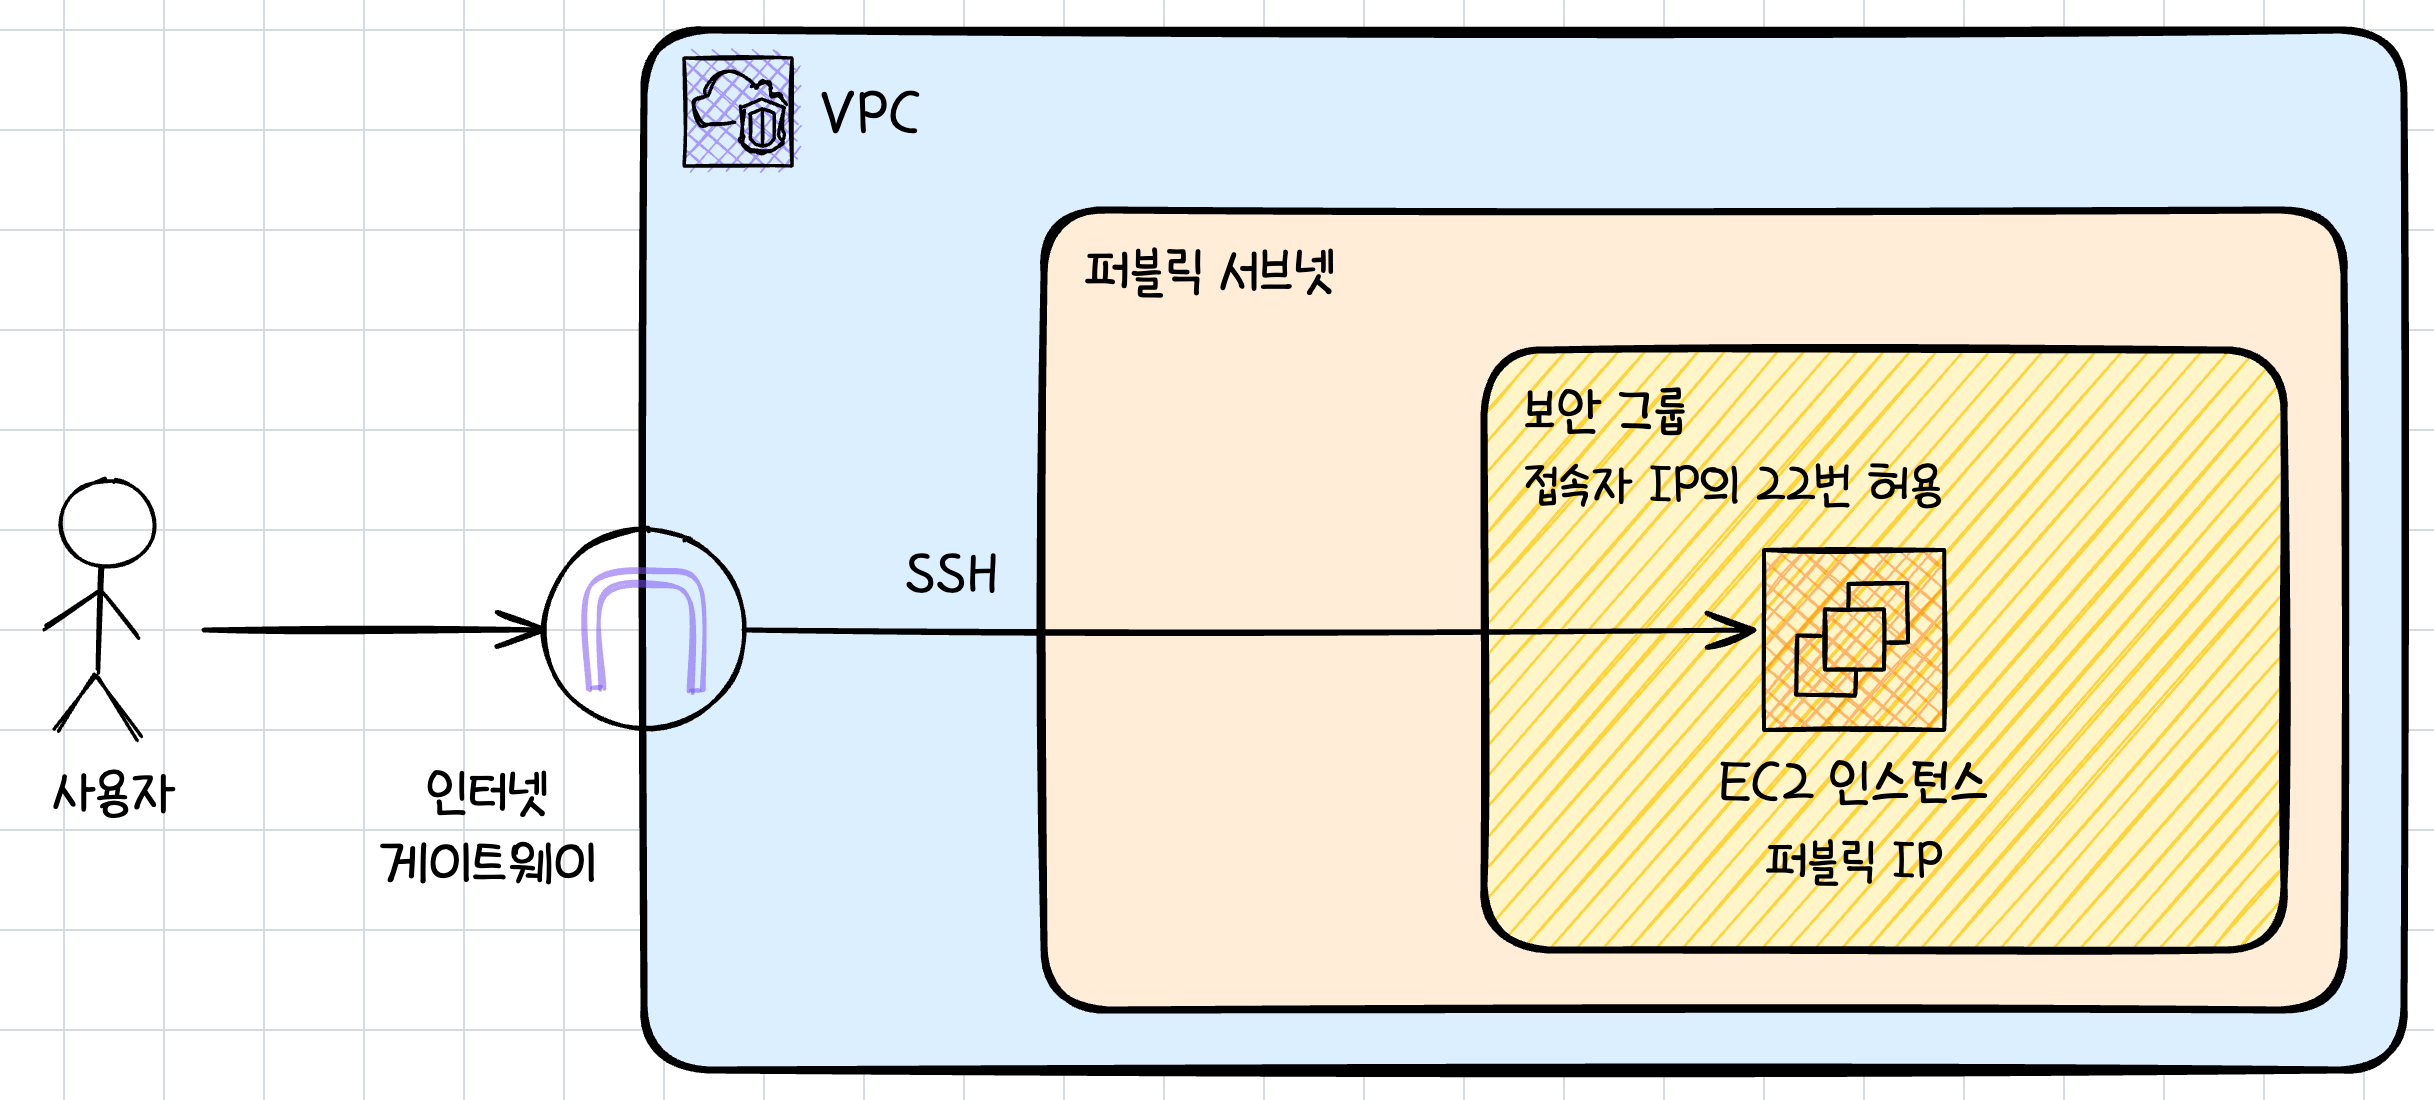 VPC
퍼블릭 서브넷
보안 그룹
접속자 IP의 22번 허용
SSH
사용자
인터넷
게이트웨이
EC2 인스턴스
퍼블릭 IP